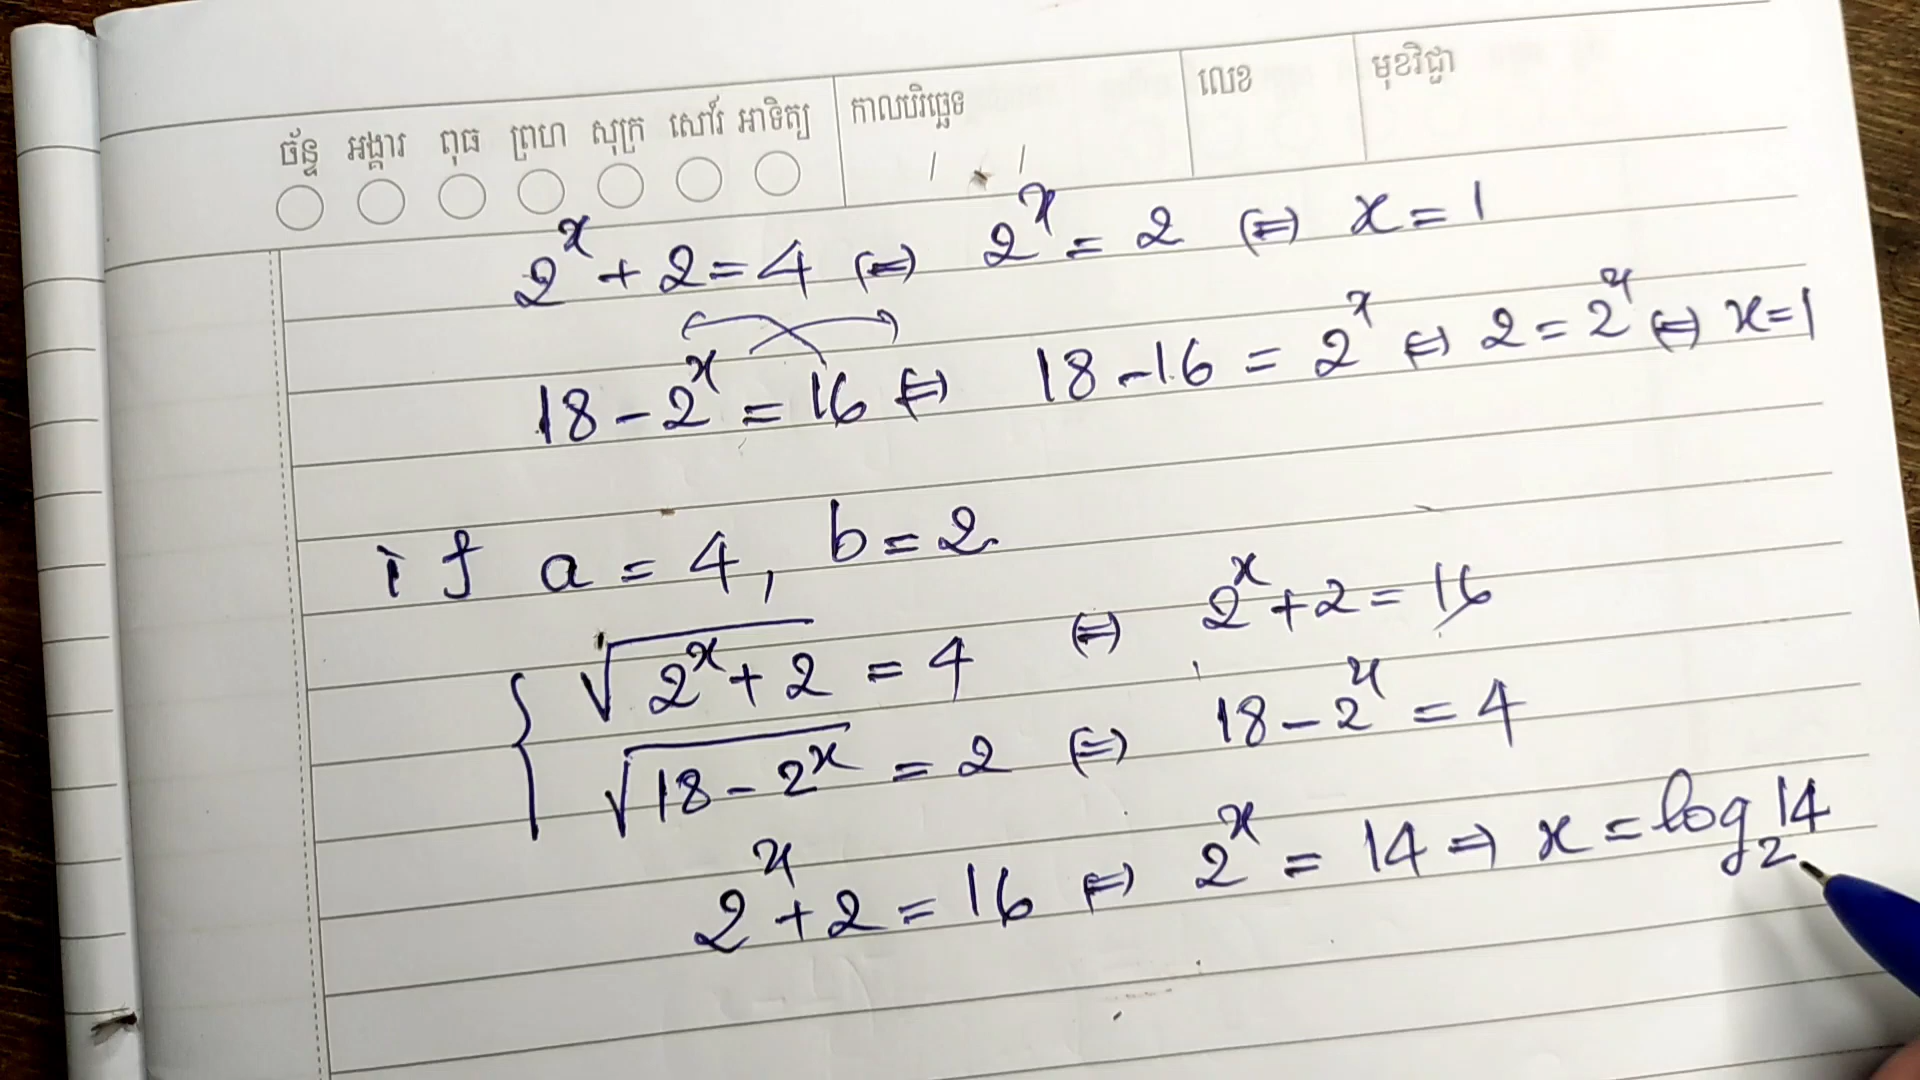 ច័ន្ទ អង្គារ ពុធ ព្រហ សុក្រ សៅរ៍ អាទិត្យ កាលបរិច្ឆេទ លេខ មុខវិជ្ជា
/ /
2^x + 2 = 4 (=) 2^x = 2 (=) x = 1
18 - 2^x = 16 (=) 18 - 16 = 2^x (=) 2 = 2^x (=) x = 1
if a = 4, b = 2
√(2^x + 2) = 4 (=) 2^x + 2 = 16
√(18 - 2^x) = 2 (=) 18 - 2^x = 4
2^x + 2 = 16 (=) 2^x = 14 => x = log_2 14